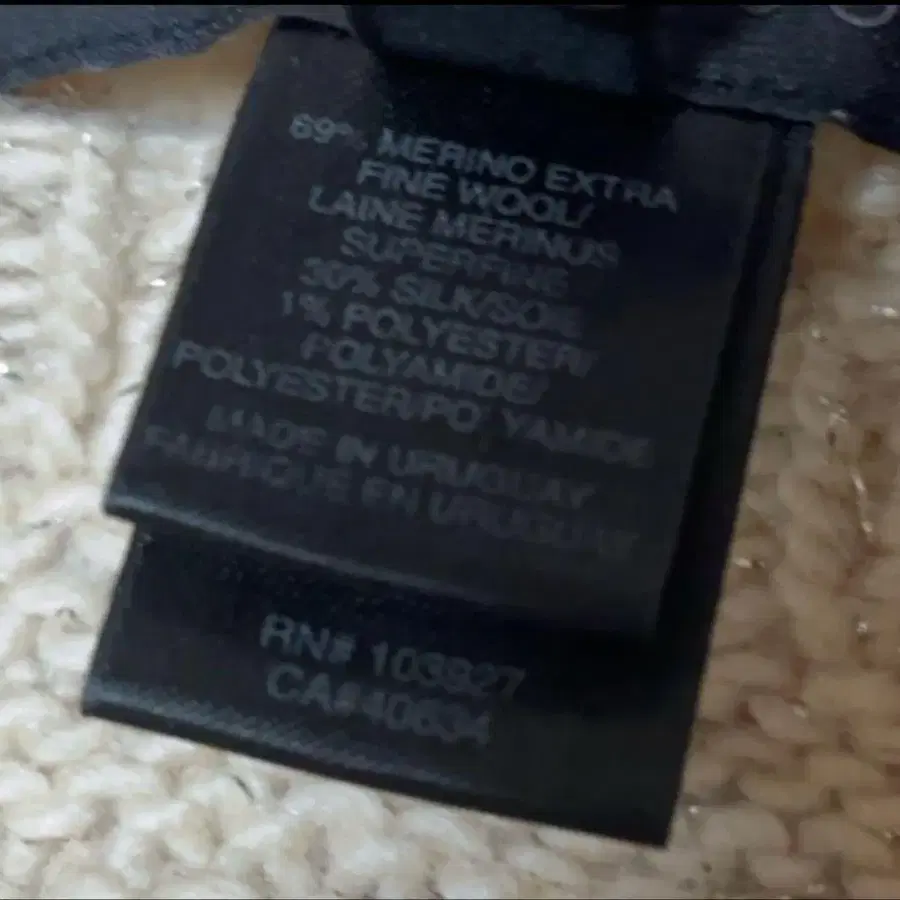 69% MERINO EXTRA
FINE WOOL/
LAINE MERINUS
SUPERFINE
30% SILK/SOIE
1% POLYESTER/
POLYAMIDE/
POLYESTER/POLYAMIDE
MADE IN URUGUAY
FABRIQUE EN URUGUAY
RN# 103827
CA#40634